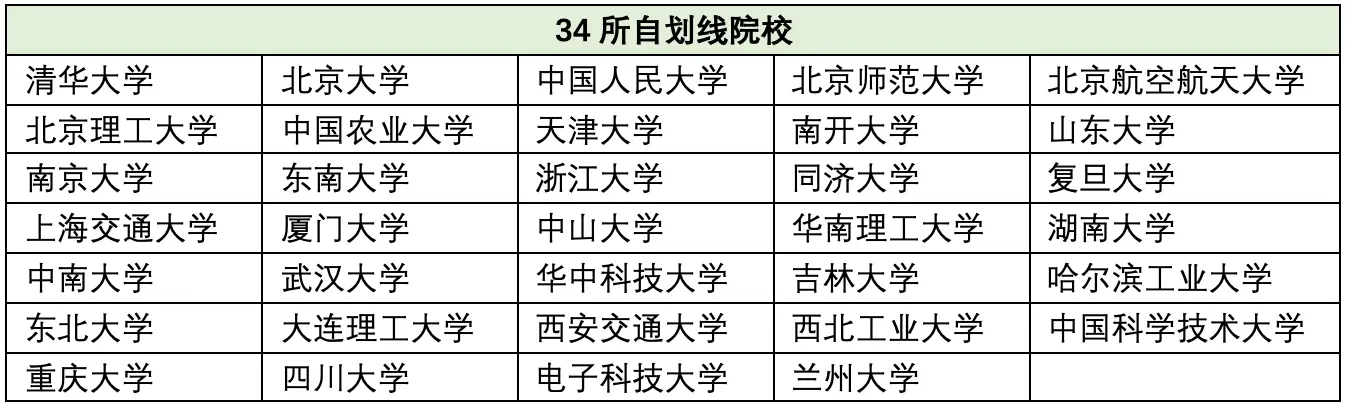 34 所自划线院校
清华大学 北京大学 中国人民大学 北京师范大学 北京航空航天大学
北京理工大学 中国农业大学 天津大学 南开大学 山东大学
南京大学 东南大学 浙江大学 同济大学 复旦大学
上海交通大学 厦门大学 中山大学 华南理工大学 湖南大学
中南大学 武汉大学 华中科技大学 吉林大学 哈尔滨工业大学
东北大学 大连理工大学 西安交通大学 西北工业大学 中国科学技术大学
重庆大学 四川大学 电子科技大学 兰州大学